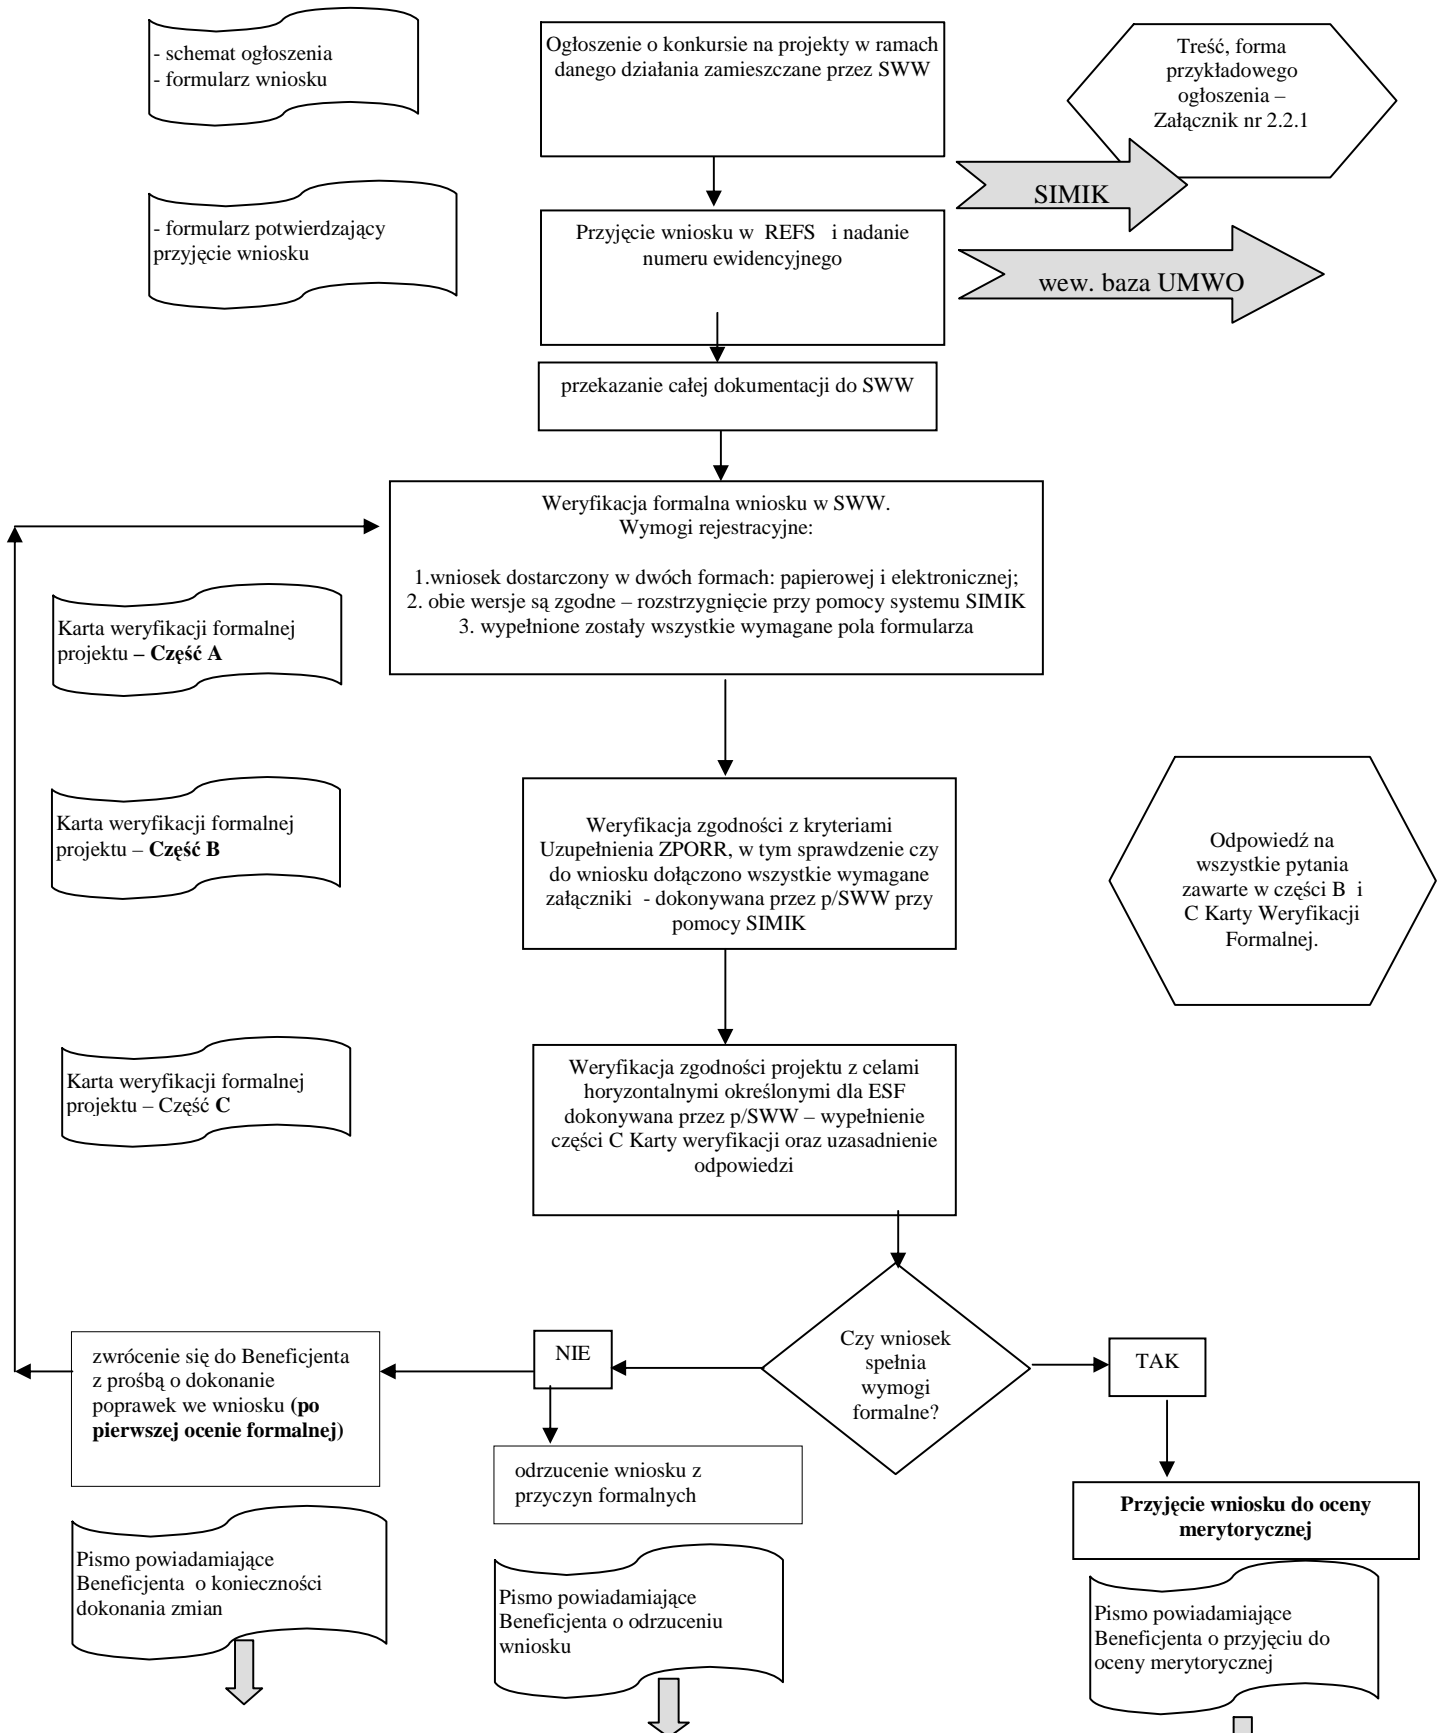 - schemat ogłoszenia
- formularz wniosku
Ogłoszenie o konkursie na projekty w ramach
danego działania zamieszczane przez SWW
Treść, forma
przykładowego
ogłoszenia –
Załącznik nr 2.2.1
SIMIK
- formularz potwierdzający
przyjęcie wniosku
Przyjęcie wniosku w REFS i nadanie
numeru ewidencyjnego
wew. baza UMWO
przekazanie całej dokumentacji do SWW
Weryfikacja formalna wniosku w SWW.
Wymogi rejestracyjne:
1.wniosek dostarczony w dwóch formach: papierowej i elektronicznej;
2. obie wersje są zgodne – rozstrzygnięcie przy pomocy systemu SIMIK
3. wypełnione zostały wszystkie wymagane pola formularza
Karta weryfikacji formalnej
projektu – Część A
Karta weryfikacji formalnej
projektu – Część B
Weryfikacja zgodności z kryteriami
Uzupełnienia ZPORR, w tym sprawdzenie czy
do wniosku dołączono wszystkie wymagane
załączniki - dokonywana przez p/SWW przy
pomocy SIMIK
Odpowiedź na
wszystkie pytania
zawarte w części B i
C Karty Weryfikacji
Formalnej.
Karta weryfikacji formalnej
projektu – Część C
Weryfikacja zgodności projektu z celami
horyzontalnymi określonymi dla ESF
dokonywana przez p/SWW – wypełnienie
części C Karty weryfikacji oraz uzasadnienie
odpowiedzi
zwrócenie się do Beneficjenta
z prośbą o dokonanie
poprawek we wniosku (po
pierwszej ocenie formalnej)
NIE
Czy wniosek
spełnia
wymogi
formalne?
TAK
odrzucenie wniosku z
przyczyn formalnych
Przyjęcie wniosku do oceny
merytorycznej
Pismo powiadamiające
Beneficjenta o konieczności
dokonania zmian
Pismo powiadamiające
Beneficjenta o odrzuceniu
wniosku
Pismo powiadamiające
Beneficjenta o przyjęciu do
oceny merytorycznej